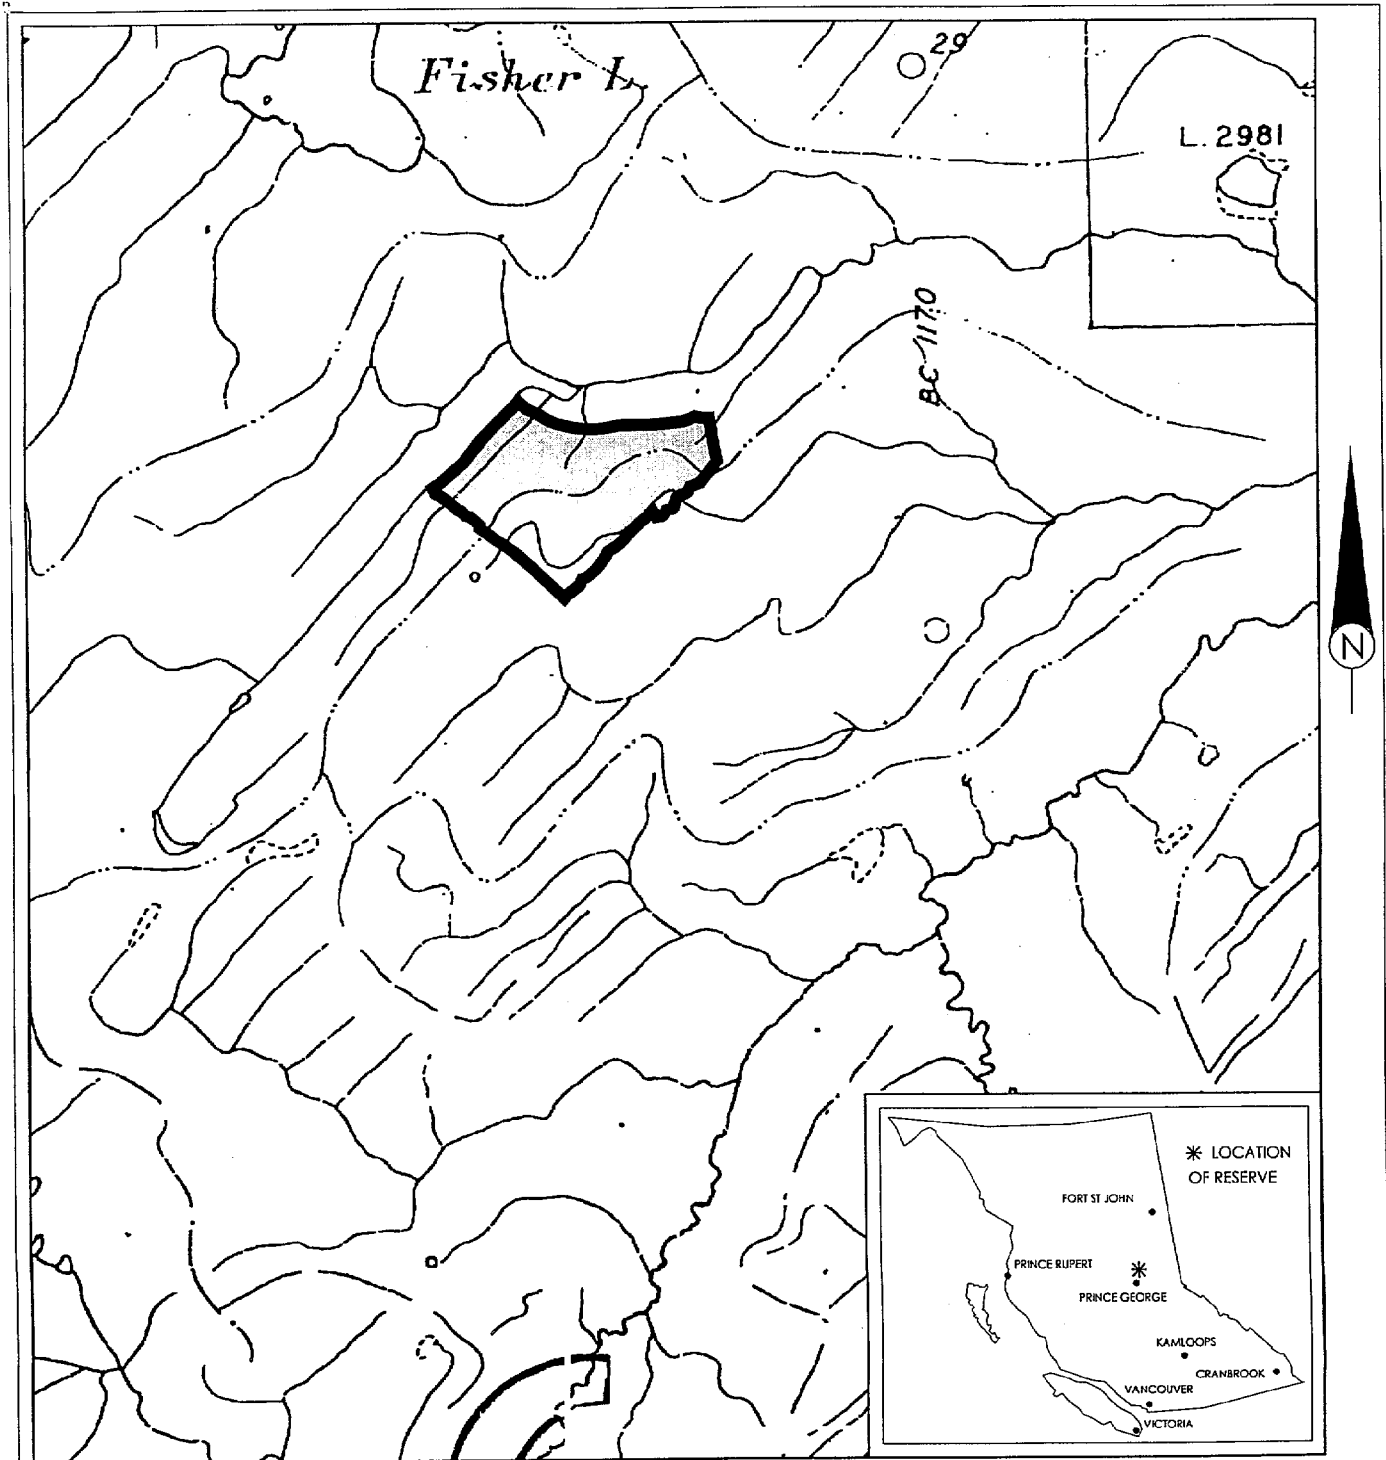 Fisher L.
29
L. 2981
BC 1170
N
✳ LOCATION
OF RESERVE
FORT ST JOHN
PRINCE RUPERT
PRINCE GEORGE
KAMLOOPS
CRANBROOK
VANCOUVER
VICTORIA